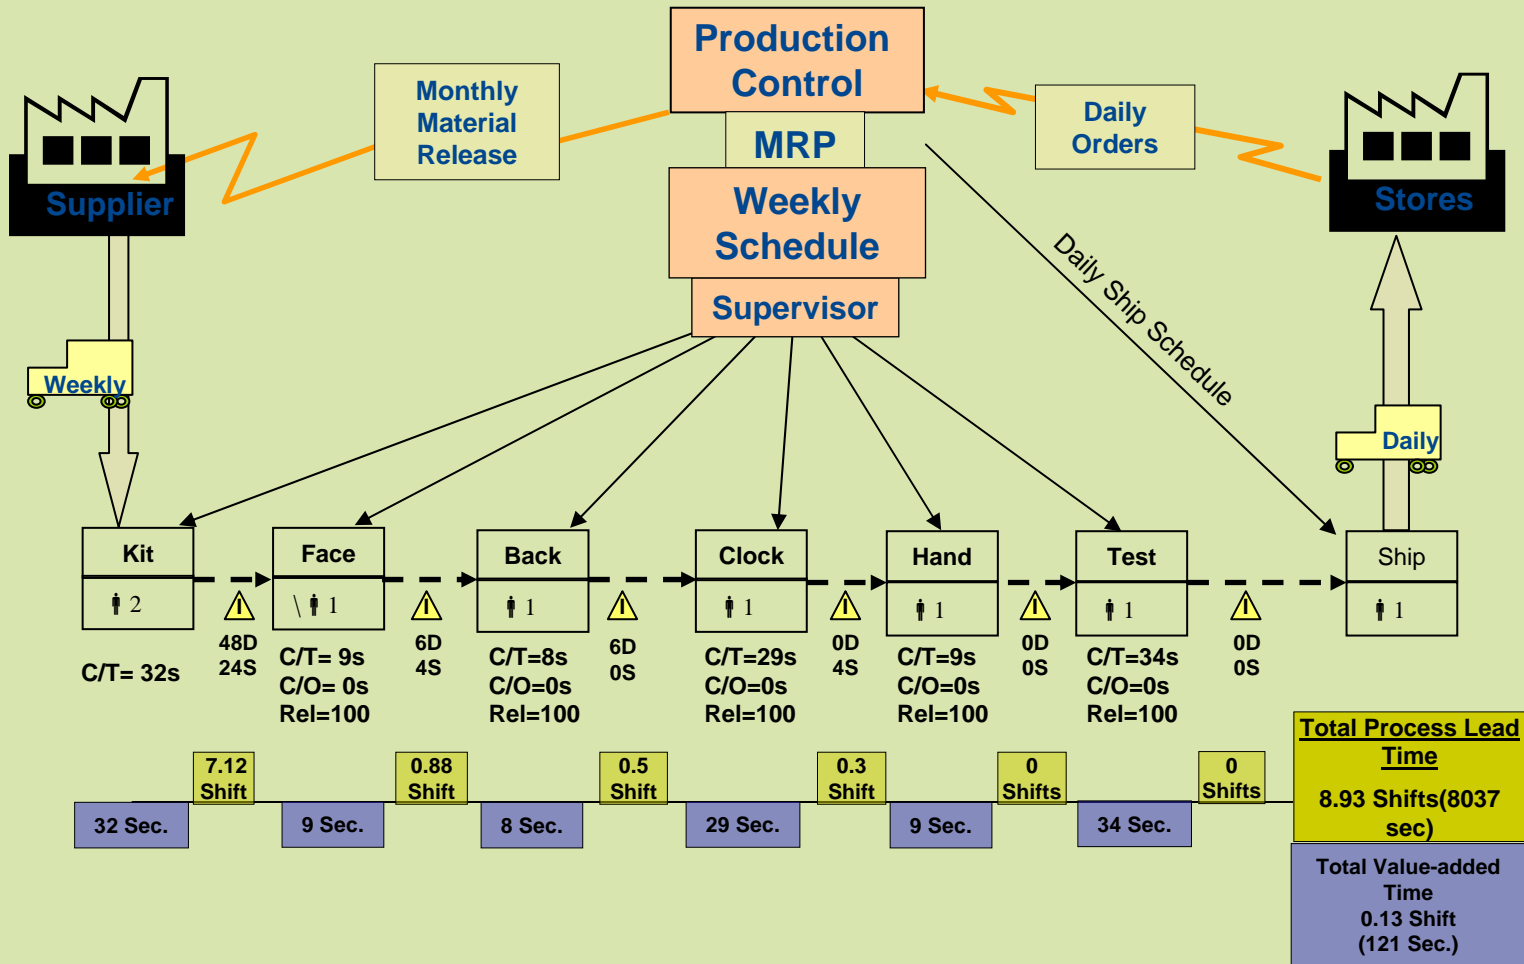 Production
Control
MRP
Weekly
Schedule
Supervisor
Monthly
Material
Release
Daily
Orders
Supplier
Stores
Daily Ship Schedule
Weekly
Daily
Kit
2
C/T= 32s
I
48D
24S
Face
\ 1
C/T= 9s
C/O= 0s
Rel=100
I
6D
4S
Back
1
C/T=8s
C/O=0s
Rel=100
I
6D
0S
Clock
1
C/T=29s
C/O=0s
Rel=100
I
0D
4S
Hand
1
C/T=9s
C/O=0s
Rel=100
I
0D
0S
Test
1
C/T=34s
C/O=0s
Rel=100
I
0D
0S
Ship
1
7.12
Shift
0.88
Shift
0.5
Shift
0.3
Shift
0
Shifts
0
Shifts
32 Sec.
9 Sec.
8 Sec.
29 Sec.
9 Sec.
34 Sec.
Total Process Lead
Time
8.93 Shifts(8037
sec)
Total Value-added
Time
0.13 Shift
(121 Sec.)